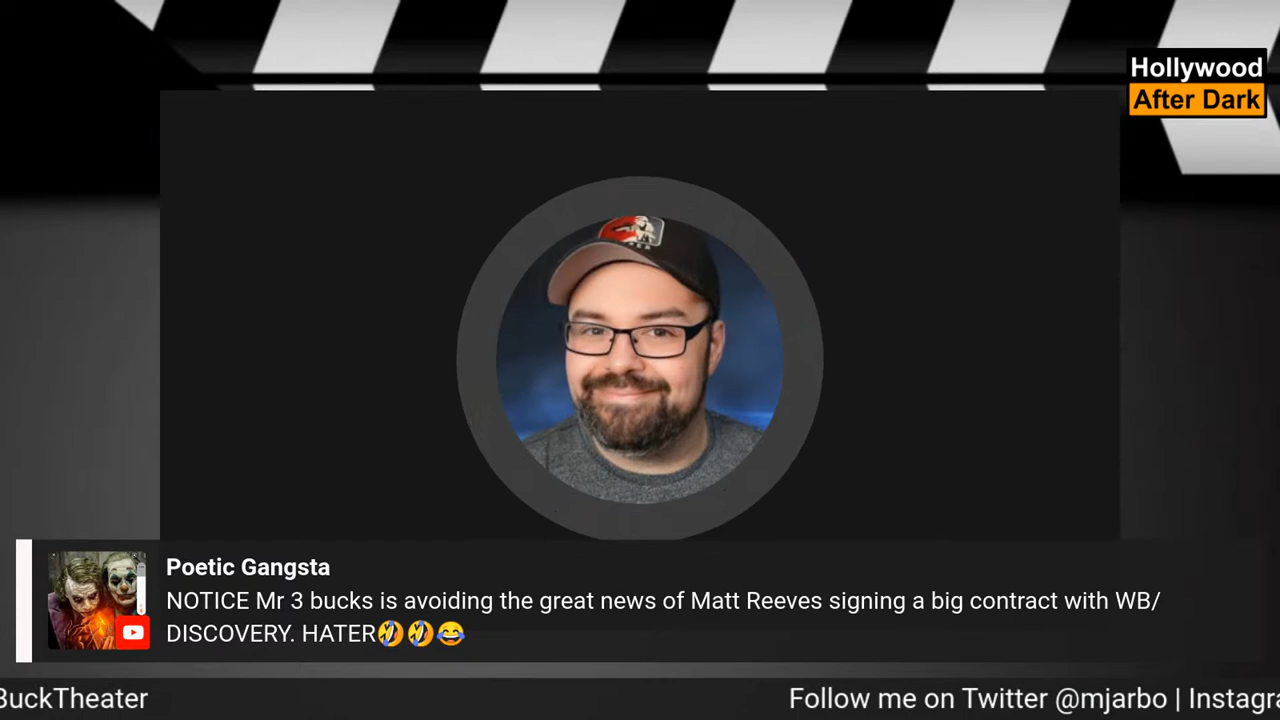 Hollywood
After Dark
Poetic Gangsta
NOTICE Mr 3 bucks is avoiding the great news of Matt Reeves signing a big contract with WB/
DISCOVERY. HATER🤣🤣😂
BuckTheater
Follow me on Twitter @mjarbo | Instagra